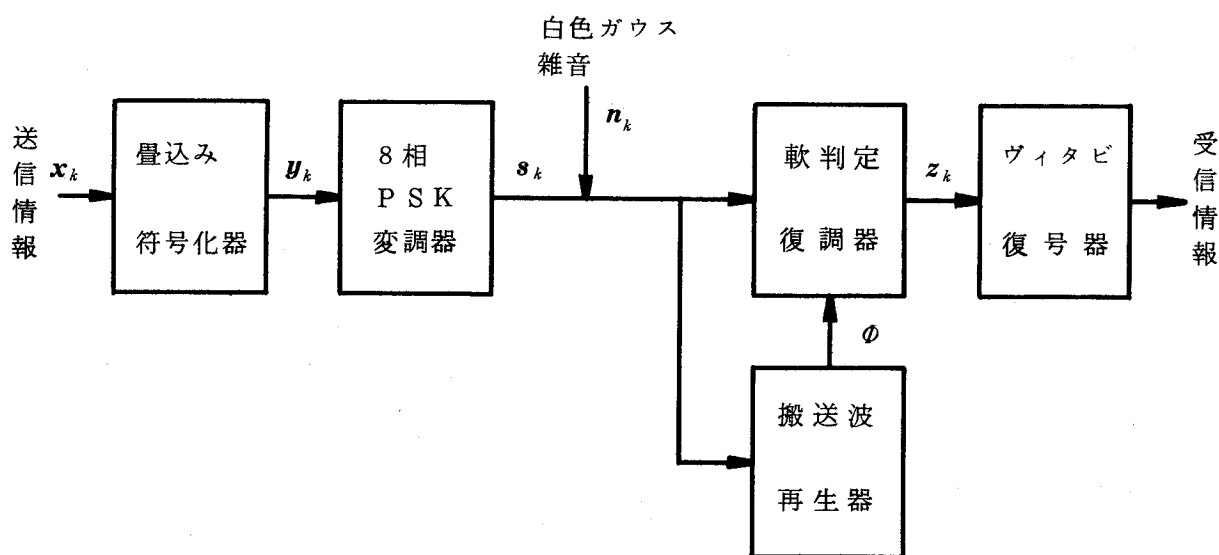 白色ガウス
雑音
n_k
送信情報
x_k
畳込み
符号化器
y_k
8相
PSK
変調器
s_k
軟判定
復調器
z_k
ヴィタビ
復号器
受信情報
Φ
搬送波
再生器